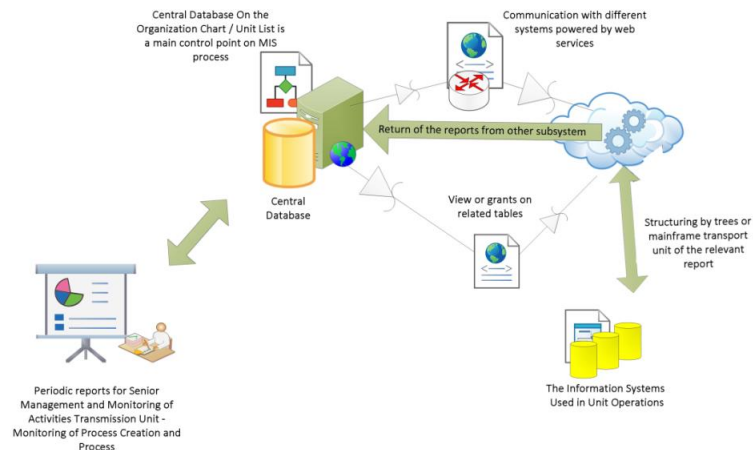 Central Database On the
Organization Chart / Unit List is
a main control point on MIS
process
Communication with different
systems powered by web
services
Return of the reports from other subsystem
Central
Database
View or grants on
related tables
Structuring by trees or
mainframe transport
unit of the relevant
report
Periodic reports for Senior
Management and Monitoring of
Activities Transmission Unit -
Monitoring of Process Creation and
Process
The Information Systems
Used in Unit Operations